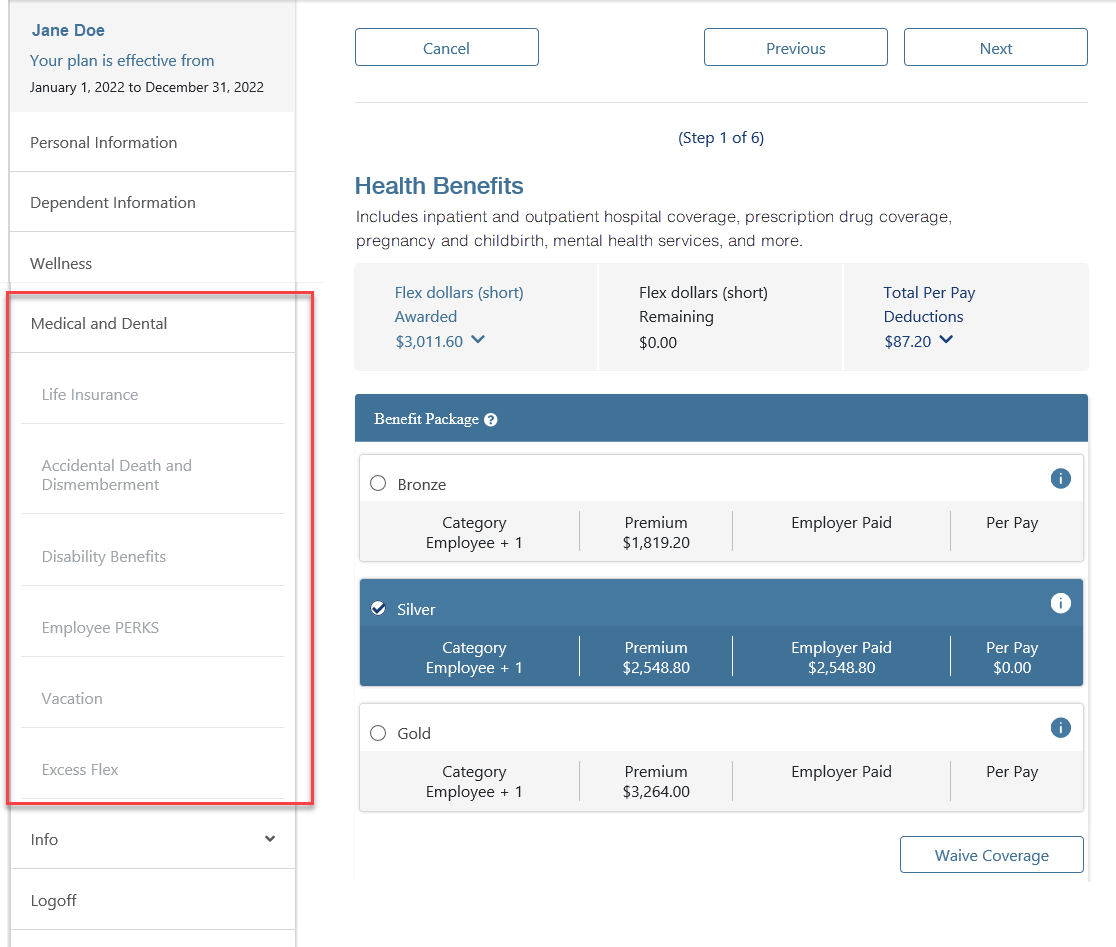 Jane Doe
Your plan is effective from
January 1, 2022 to December 31, 2022
Personal Information
Dependent Information
Wellness
Medical and Dental
Life Insurance
Accidental Death and
Dismemberment
Disability Benefits
Employee PERKS
Vacation
Excess Flex
Info
Logoff
Cancel
Previous
Next
(Step 1 of 6)
Health Benefits
Includes inpatient and outpatient hospital coverage, prescription drug coverage,
pregnancy and childbirth, mental health services, and more.
Flex dollars (short)
Awarded
$3,011.60
Flex dollars (short)
Remaining
$0.00
Total Per Pay
Deductions
$87.20
Benefit Package ?
Bronze i
Category Premium Employer Paid Per Pay
Employee + 1 $1,819.20
Silver i
Category Premium Employer Paid Per Pay
Employee + 1 $2,548.80 $2,548.80 $0.00
Gold i
Category Premium Employer Paid Per Pay
Employee + 1 $3,264.00
Waive Coverage